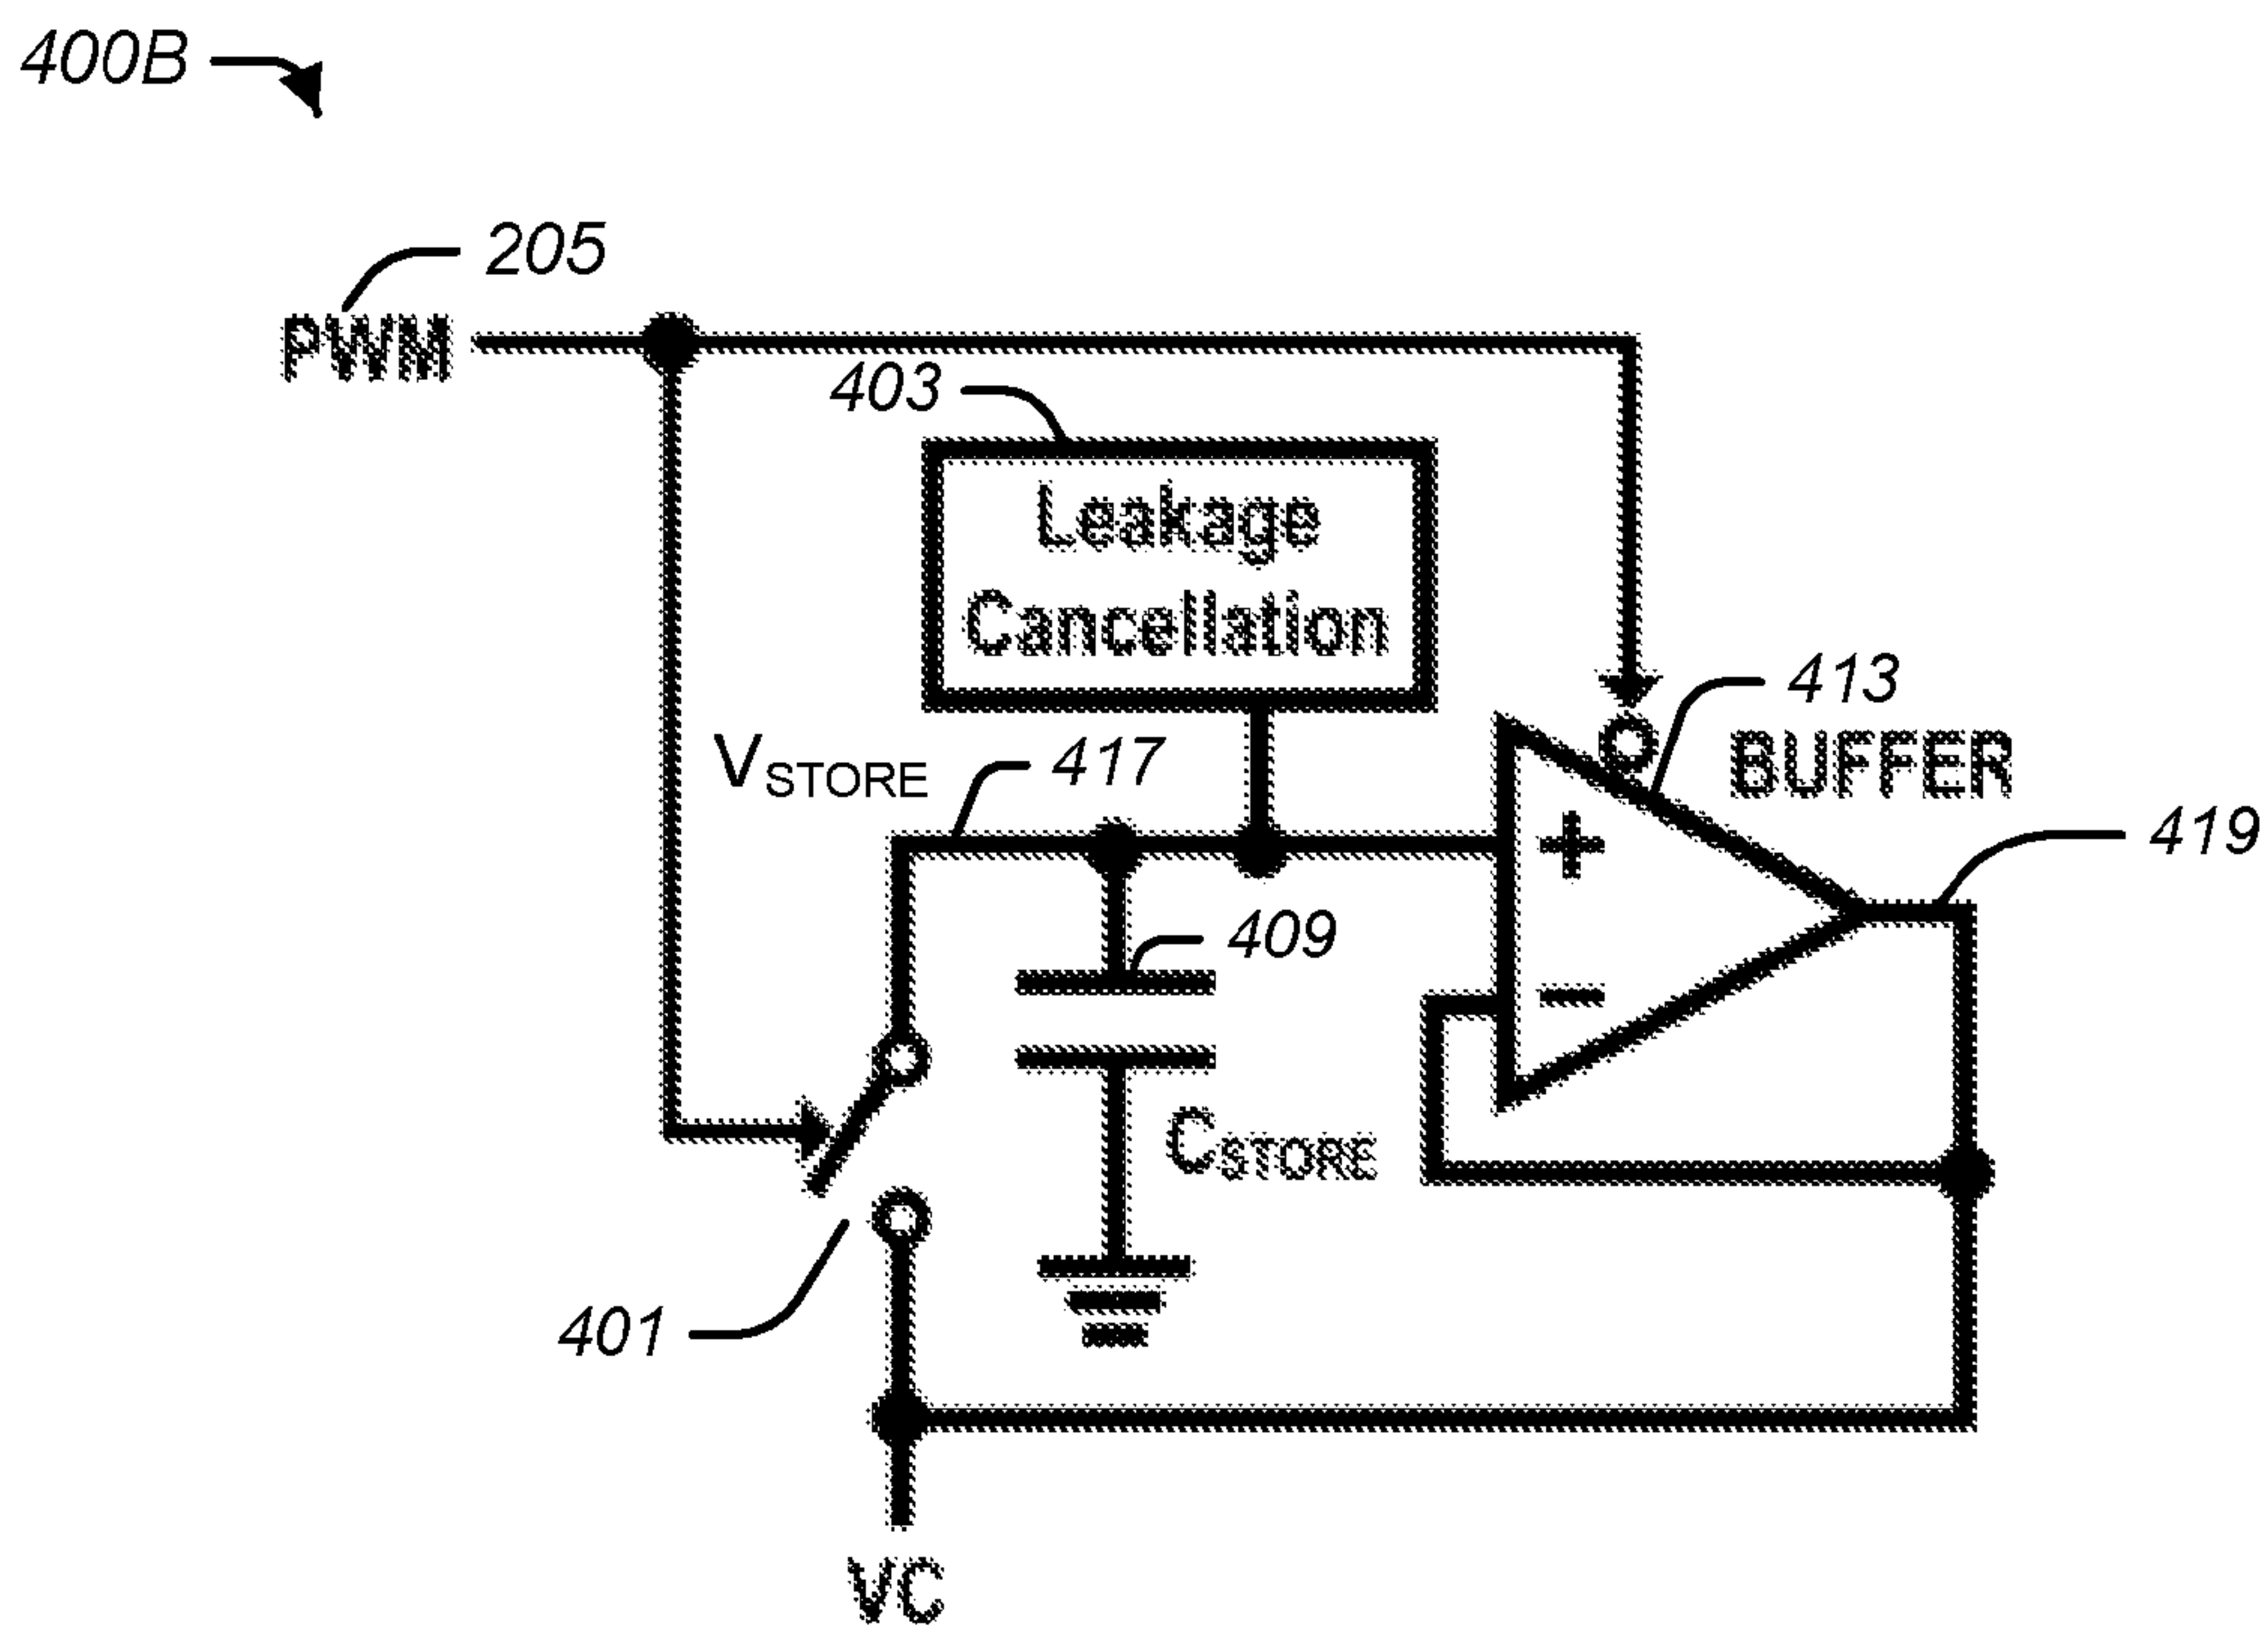 400B
205
PWM
403
Leakage
Cancellation
413
BUFFER
VSTORE
417
419
+
409
−
CSTORE
401
VC